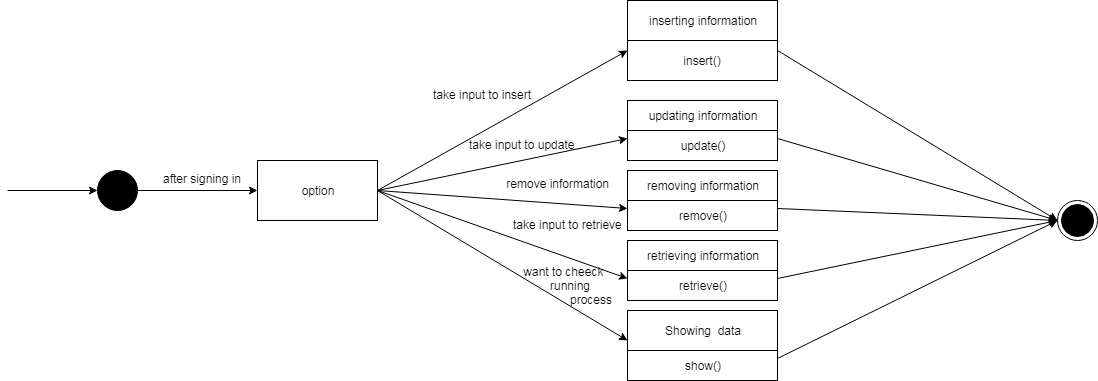 inserting information
insert()
take input to insert
updating information
take input to update
update()
after signing in
option
remove information
removing information
remove()
take input to retrieve
retrieving information
want to cheeck
running
process
retrieve()
Showing data
show()